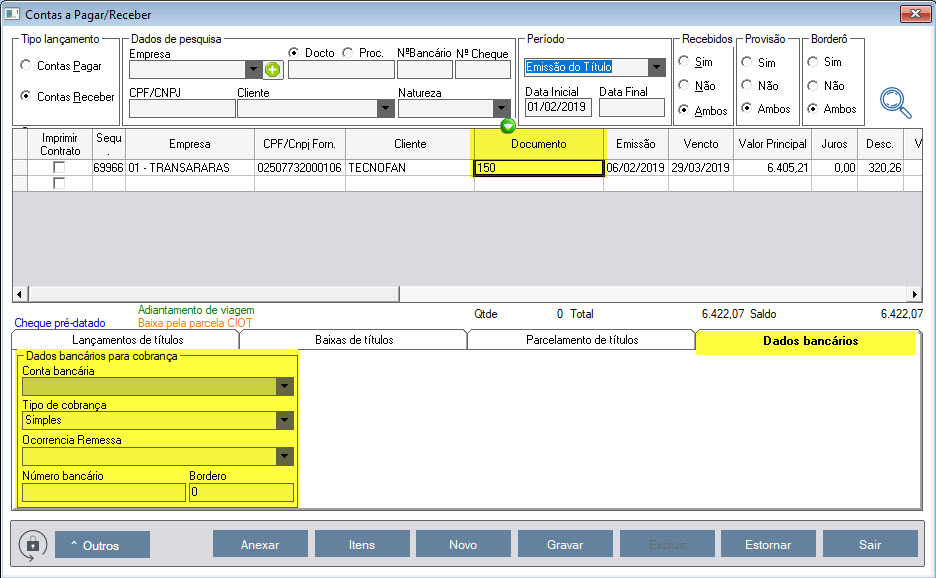 Contas a Pagar/Receber
Tipo lançamento
Contas Pagar
Contas Receber
Dados de pesquisa
Empresa
Docto
Proc.
NºBancário
Nº Cheque
CPF/CNPJ
Cliente
Natureza
Período
Emissão do Título
Data Inicial
Data Final
01/02/2019
Recebidos
Sim
Não
Ambos
Provisão
Sim
Não
Ambos
Borderô
Sim
Não
Ambos
Imprimir Contrato
Sequ.
Empresa
CPF/Cnpj Forn.
Cliente
Documento
Emissão
Vencto
Valor Principal
Juros
Desc.
V
69966
01 - TRANSARARAS
02507732000106
TECNOFAN
150
06/02/2019
29/03/2019
6.405,21
0,00
320,26
Cheque pré-datado
Adiantamento de viagem
Baixa pela parcela CIOT
Qtde
0
Total
6.422,07
Saldo
6.422,07
Lançamentos de títulos
Baixas de títulos
Parcelamento de títulos
Dados bancários
Dados bancários para cobrança
Conta bancária
Tipo de cobrança
Simples
Ocorrencia Remessa
Número bancário
Bordero
0
^ Outros
Anexar
Itens
Novo
Gravar
Excluir
Estornar
Sair